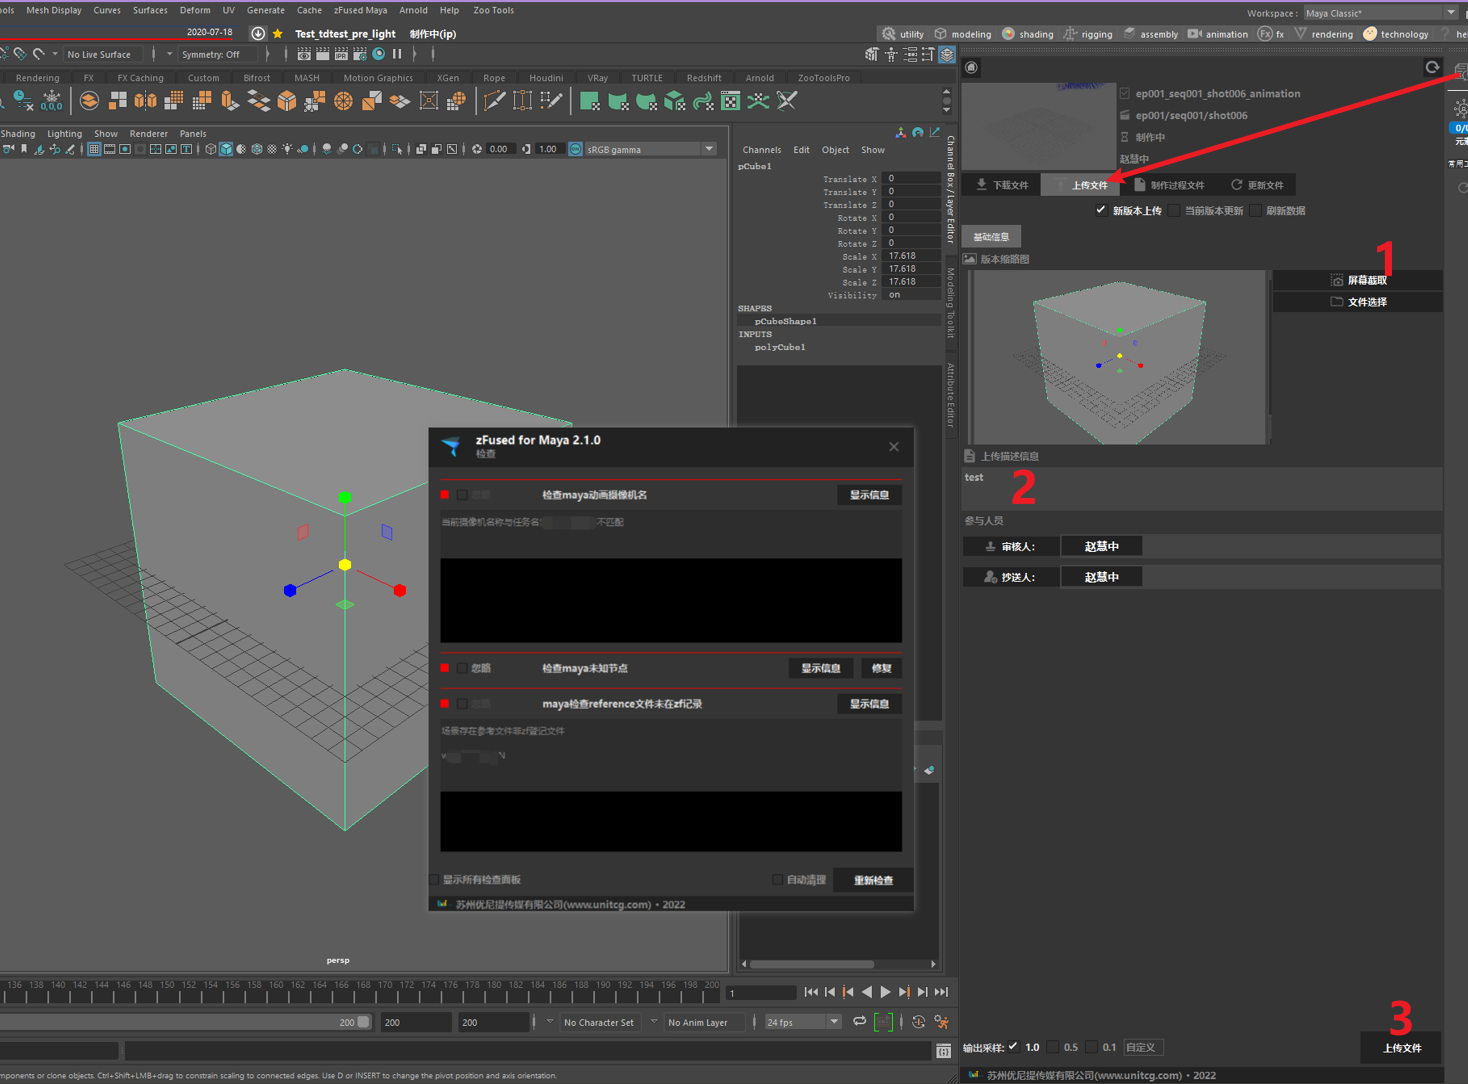 ools Mesh Display Curves Surfaces Deform UV Generate Cache zFused Maya Arnold Help Zoo Tools
Workspace : Maya Classic*
2020-07-18 Test_tdtest_pre_light 制作中(ip)
utility modeling shading rigging assembly animation Fx fx rendering technology hel
No Live Surface Symmetry: Off
Rendering FX FX Caching Custom Bifrost MASH Motion Graphics XGen Rope Houdini VRay TURTLE Redshift Arnold ZooToolsPro
0,0,0
Shading Lighting Show Renderer Panels
0.00 1.00 sRGB gamma
persp
Channels Edit Object Show
pCube1
Translate X 0
Translate Y 0
Translate Z 0
Rotate X 0
Rotate Y 0
Rotate Z 0
Scale X 17.618
Scale Y 17.618
Scale Z 17.618
Visibility on
SHAPES
pCubeShape1
INPUTS
polyCube1
Channel Box / Layer Editor
Modeling Toolkit
Attribute Editor
zFused for Maya 2.1.0
检查
忽略 检查maya动画摄像机名 显示信息
当前摄像机名称与任务名 不匹配
忽略 检查maya未知节点 显示信息 修复
忽略 maya检查reference文件未在zf记录 显示信息
场景存在参考文件非zf登记文件
显示所有检查面板 自动清理 重新检查
苏州优尼提传媒有限公司(www.unitcg.com) • 2022
ep001_seq001_shot006_animation
ep001/seq001/shot006
制作中
赵慧中
下载文件 上传文件 制作过程文件 更新文件
新版本上传 当前版本更新 刷新数据
基础信息
版本缩略图
1
屏幕截取
文件选择
上传描述信息
test
2
参与人员
审核人： 赵慧中
抄送人： 赵慧中
3
输出采样: 1.0 0.5 0.1 自定义 上传文件
苏州优尼提传媒有限公司(www.unitcg.com) • 2022
0/0
136 138 140 142 144 146 148 150 152 154 156 158 160 162 164 166 168 170 172 174 176 178 180 182 184 186 188 190 192 194 196 198 200
1
200 200 200 No Character Set No Anim Layer 24 fps
mponents or clone objects. Ctrl+Shift+LMB+drag to constrain scaling to connected edges. Use D or INSERT to change the pivot position and axis orientation.